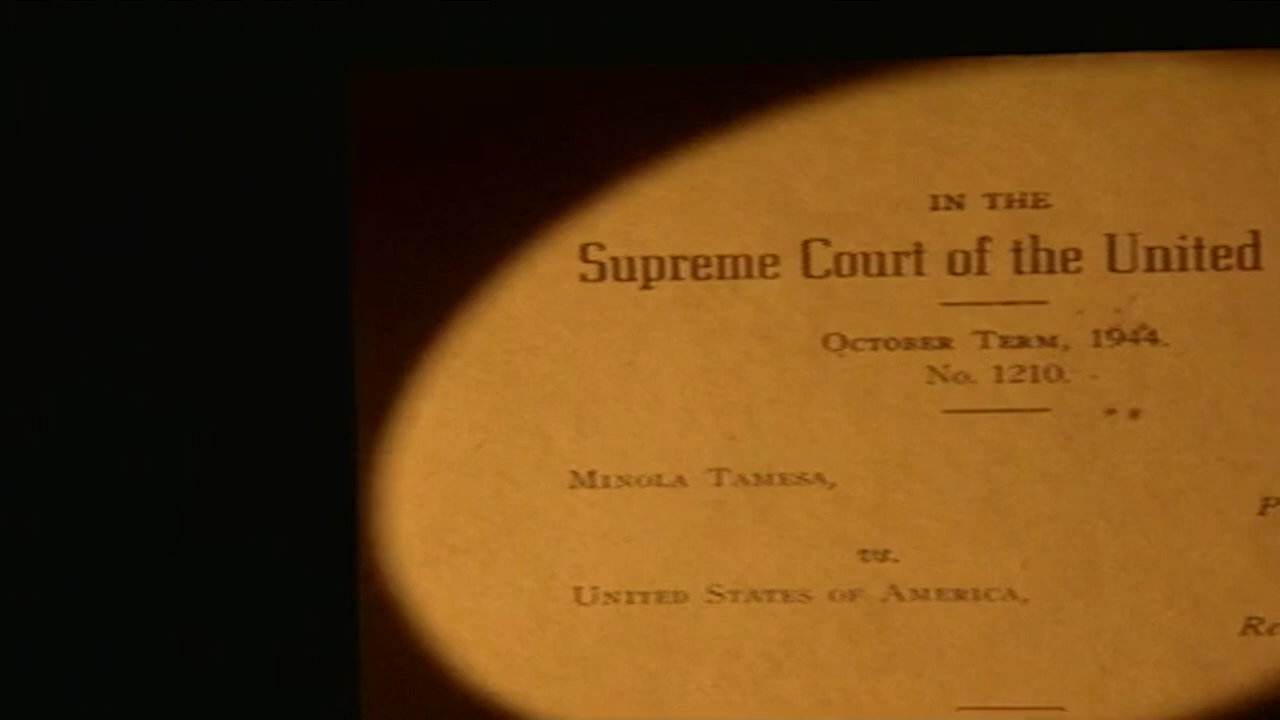 IN THE
Supreme Court of the United
OCTOBER TERM, 1944.
No. 1210.
MINOLA TAMESA,
P
vs.
UNITED STATES OF AMERICA,
Re